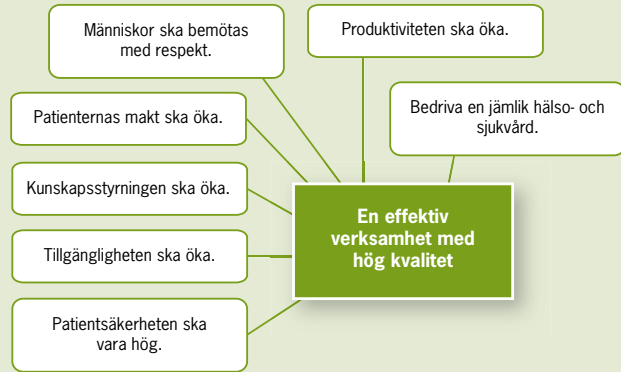 Människor ska bemötas
med respekt.
Produktiviteten ska öka.
Patienternas makt ska öka.
Bedriva en jämlik hälso- och
sjukvård.
Kunskapsstyrningen ska öka.
En effektiv
verksamhet med
hög kvalitet
Tillgängligheten ska öka.
Patientsäkerheten ska
vara hög.